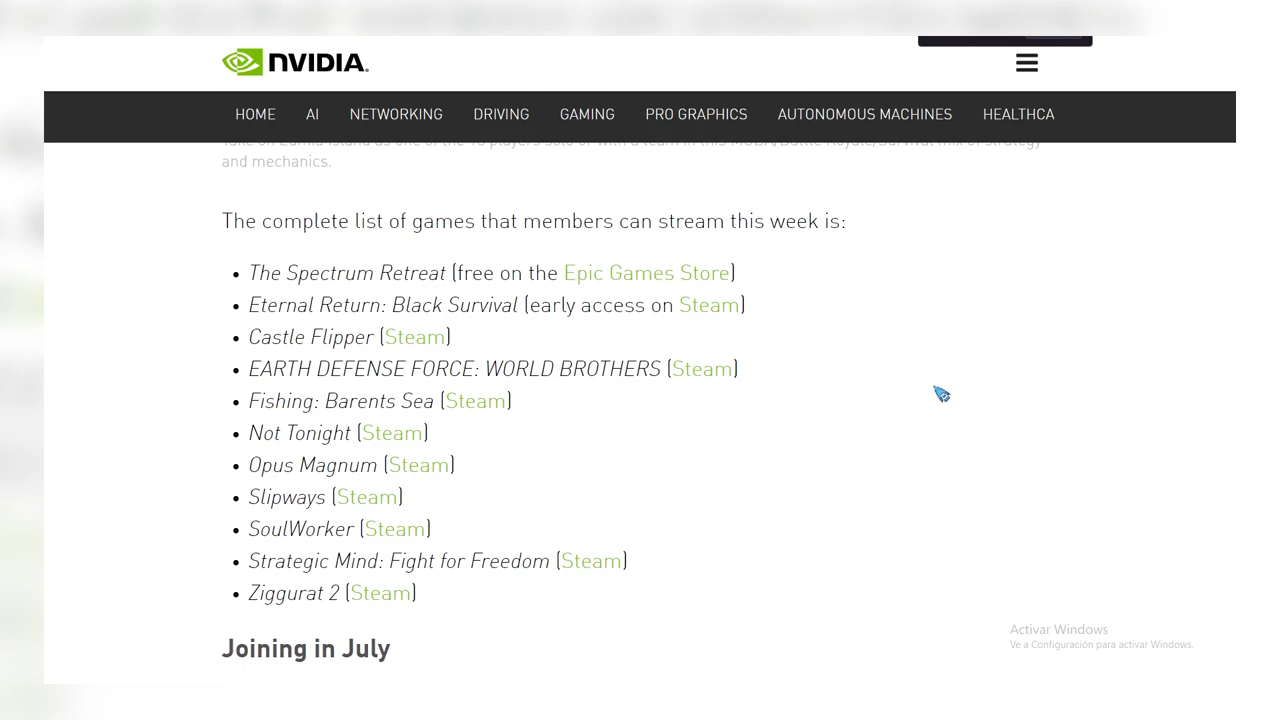 NVIDIA.
HOME AI NETWORKING DRIVING GAMING PRO GRAPHICS AUTONOMOUS MACHINES HEALTHCA
and mechanics.
The complete list of games that members can stream this week is:
• The Spectrum Retreat (free on the Epic Games Store)
• Eternal Return: Black Survival (early access on Steam)
• Castle Flipper (Steam)
• EARTH DEFENSE FORCE: WORLD BROTHERS (Steam)
• Fishing: Barents Sea (Steam)
• Not Tonight (Steam)
• Opus Magnum (Steam)
• Slipways (Steam)
• SoulWorker (Steam)
• Strategic Mind: Fight for Freedom (Steam)
• Ziggurat 2 (Steam)
Joining in July
Activar Windows
Ve a Configuración para activar Windows.